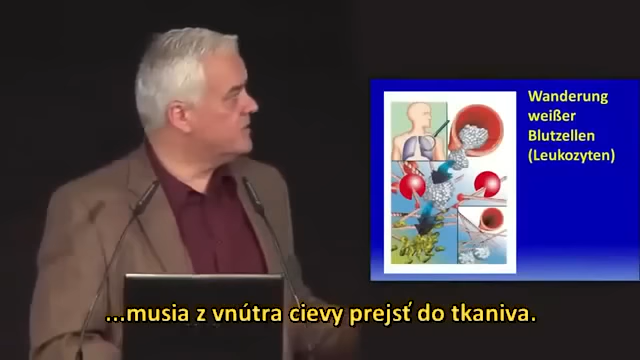 Wanderung
weißer
Blutzellen
(Leukozyten)
...musia z vnútra cievy prejsť do tkaniva.